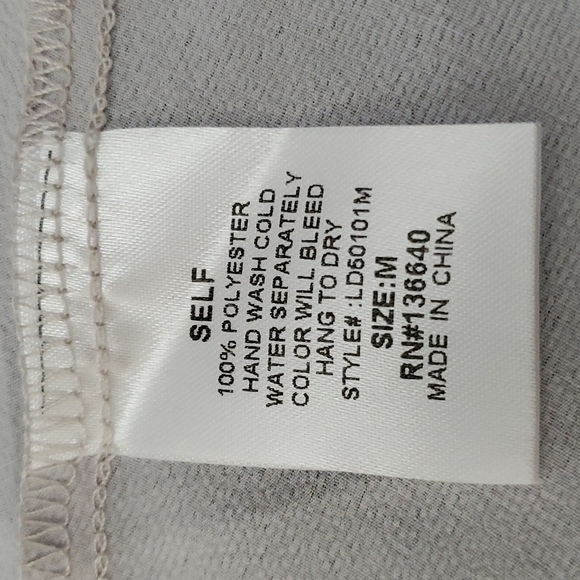 SELF
100% POLYESTER
HAND WASH COLD
WATER SEPARATELY
COLOR WILL BLEED
HANG TO DRY
STYLE# :LD50101M
SIZE:M
RN#136640
MADE IN CHINA